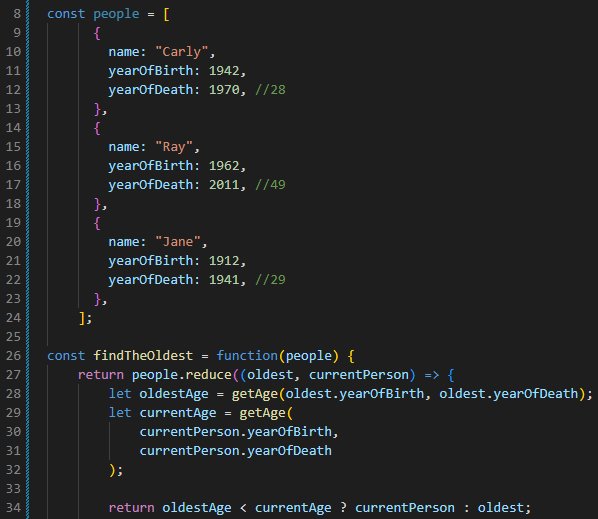 8 const people = [
9 {
10 name: "Carly",
11 yearOfBirth: 1942,
12 yearOfDeath: 1970, //28
13 },
14 {
15 name: "Ray",
16 yearOfBirth: 1962,
17 yearOfDeath: 2011, //49
18 },
19 {
20 name: "Jane",
21 yearOfBirth: 1912,
22 yearOfDeath: 1941, //29
23 },
24 ];
25
26 const findTheOldest = function(people) {
27 return people.reduce((oldest, currentPerson) => {
28 let oldestAge = getAge(oldest.yearOfBirth, oldest.yearOfDeath);
29 let currentAge = getAge(
30 currentPerson.yearOfBirth,
31 currentPerson.yearOfDeath
32 );
33
34 return oldestAge < currentAge ? currentPerson : oldest;